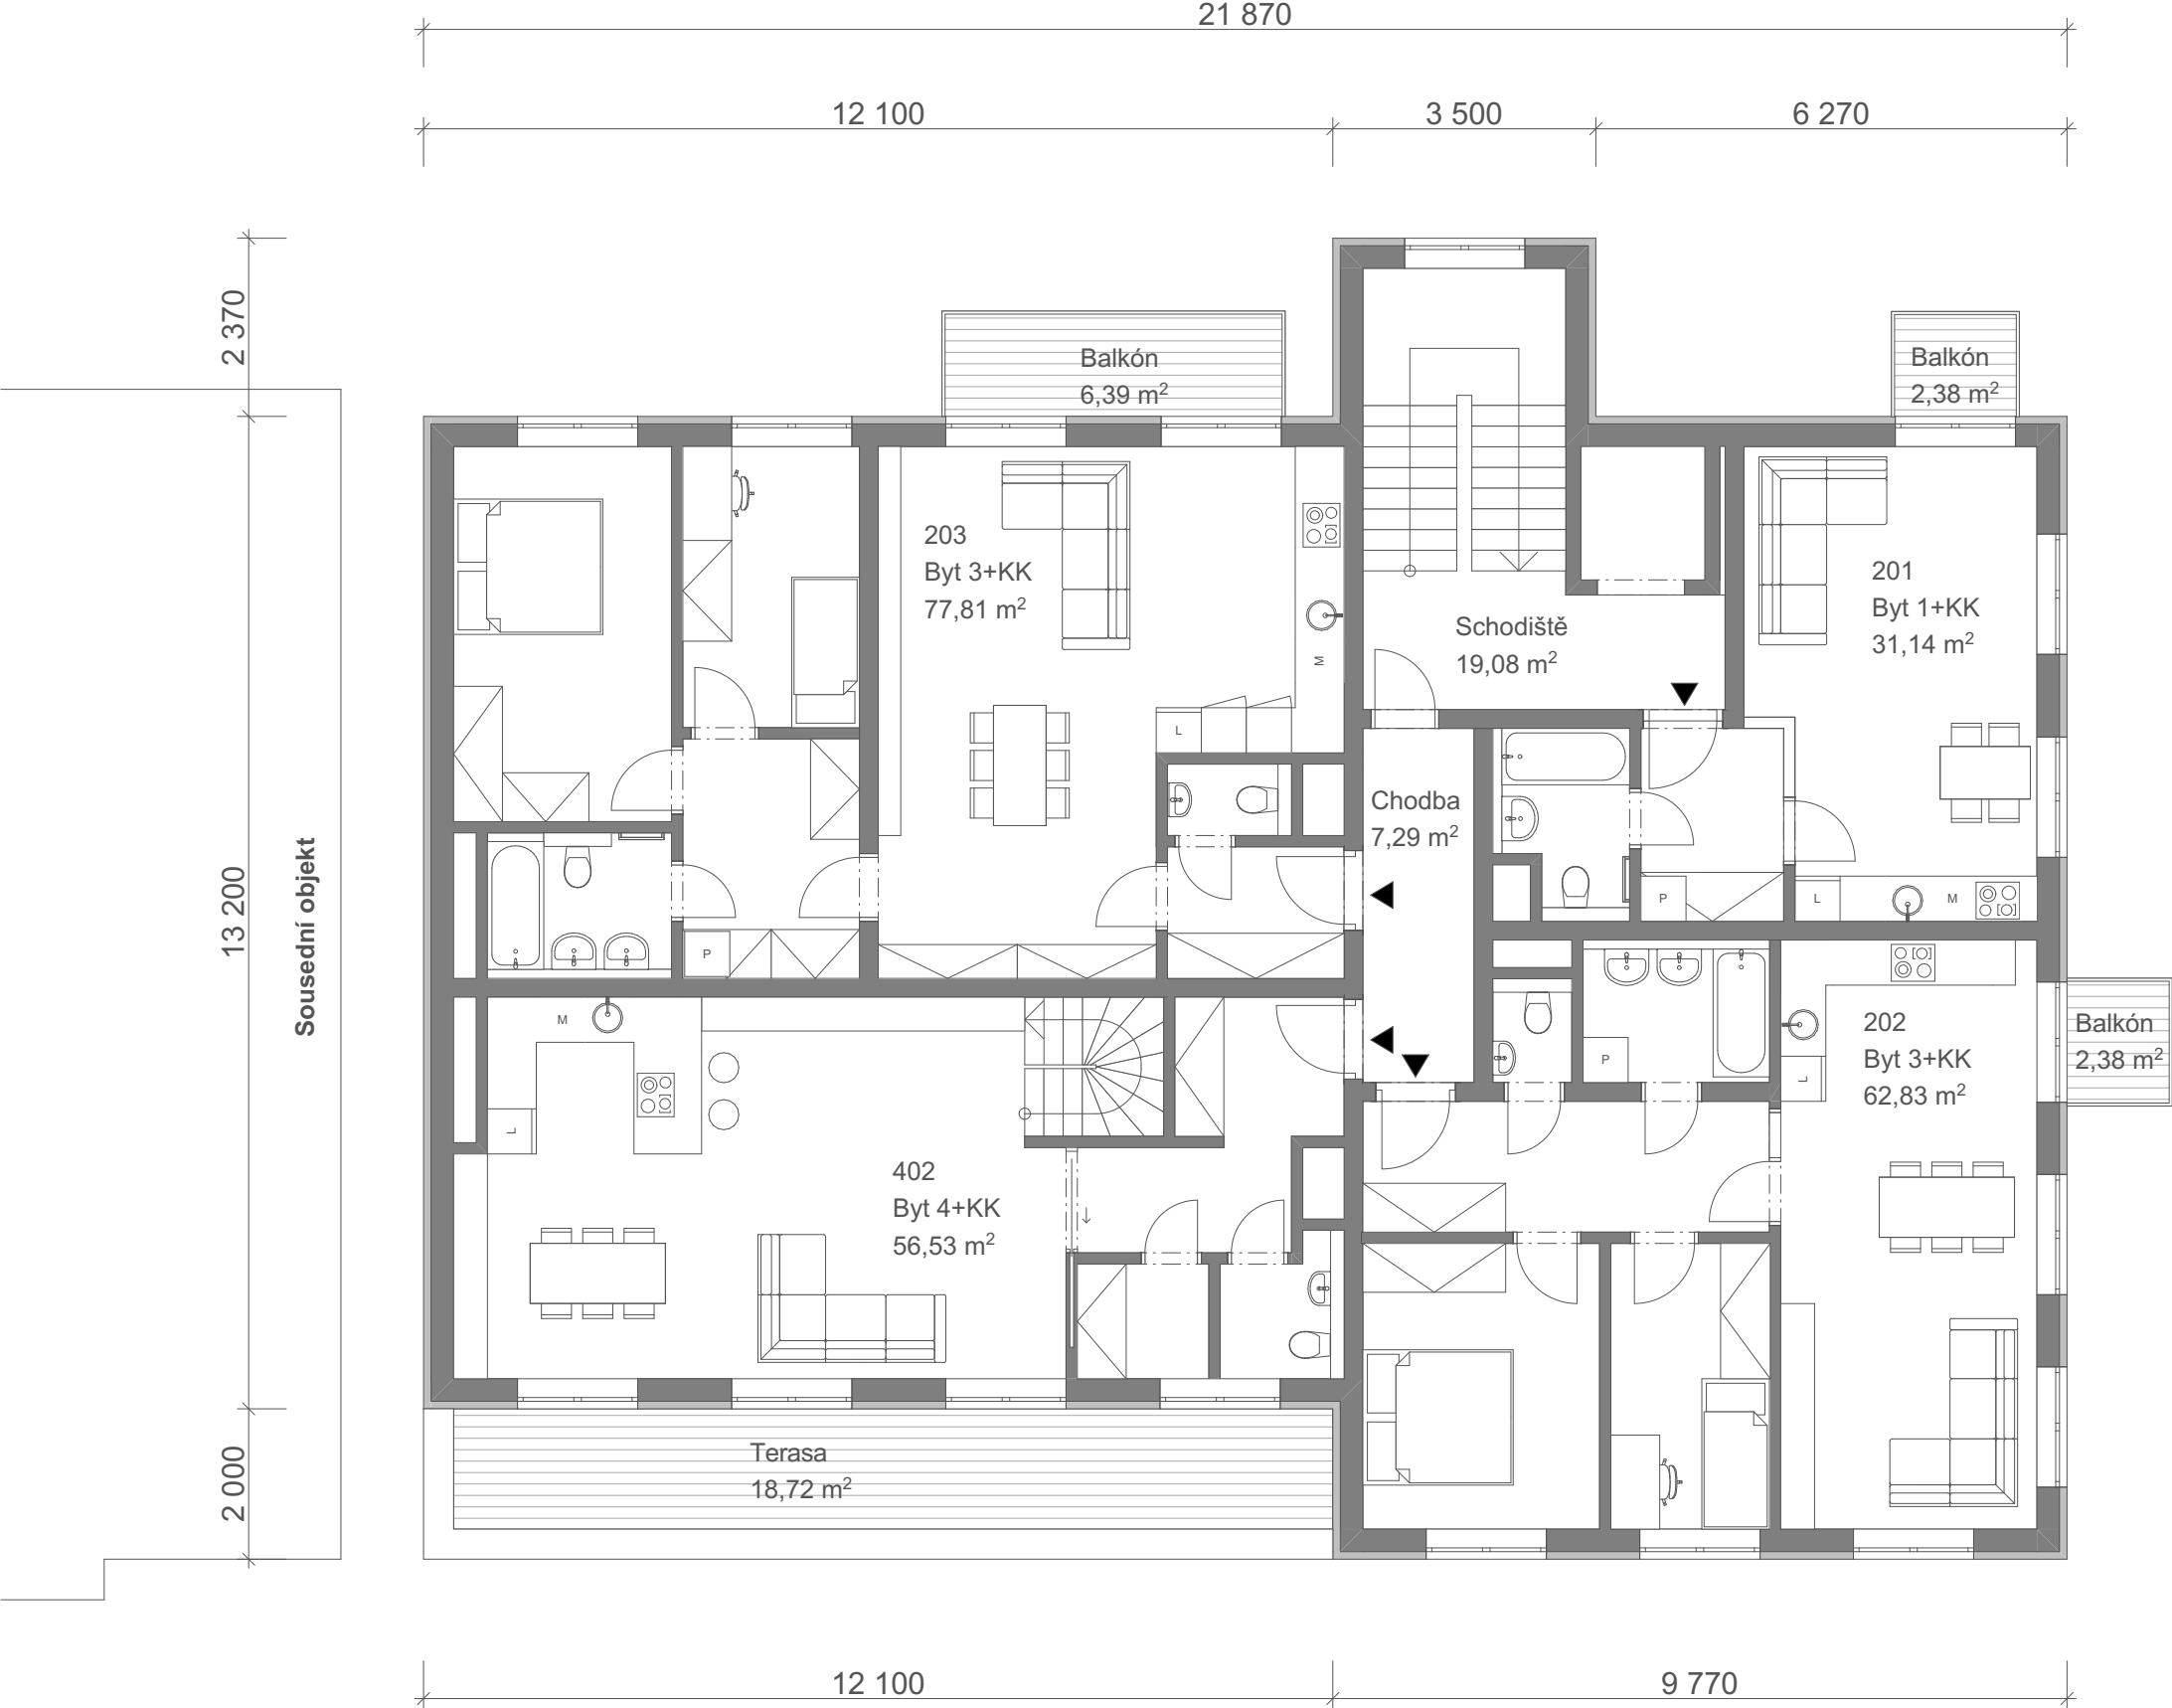 21 870
12 100
3 500
6 270
2 370
Balkón
6,39 m²
Balkón
2,38 m²
203
Byt 3+KK
77,81 m²
201
Byt 1+KK
31,14 m²
Schodiště
19,08 m²
M
L
Chodba
7,29 m²
13 200
Sousední objekt
P
P
L
M
M
L
P
L
202
Byt 3+KK
62,83 m²
Balkón
2,38 m²
402
Byt 4+KK
56,53 m²
Terasa
18,72 m²
2 000
12 100
9 770